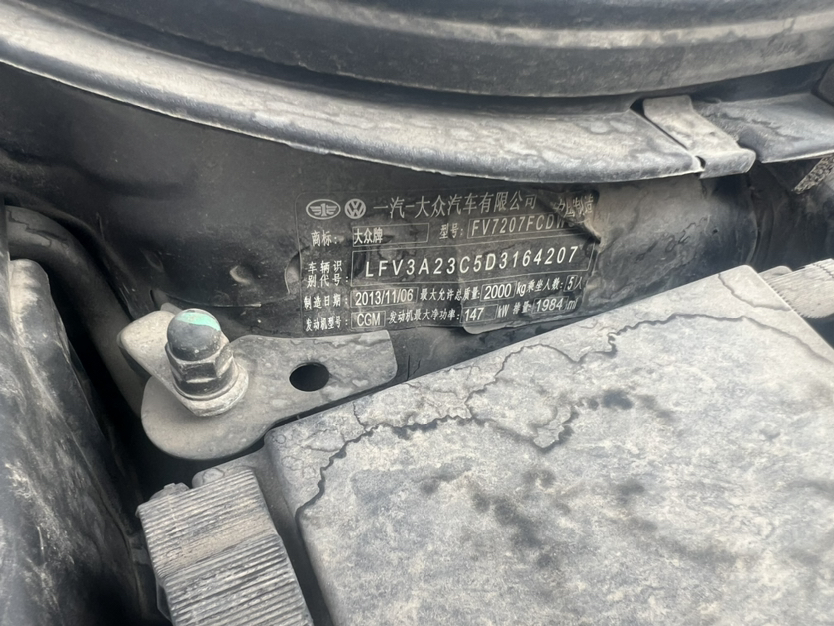 一汽-大众汽车有限公司
商标: 大众牌 型号: FV7207FCD
车辆识别代号: LFV3A23C5D3164207
制造日期: 2013/11/06 最大允许总质量: 2000 kg 乘坐人数: 5人
发动机型号: CGM 发动机最大净功率: 147 kW 排量: 1984 ml